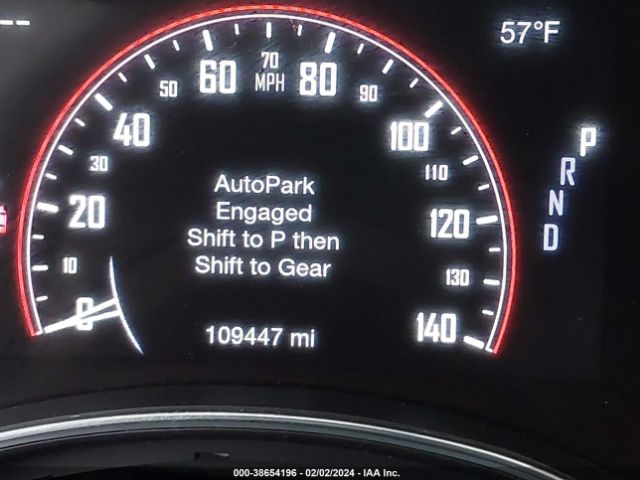 --
57°F
70
MPH
60
80
50
90
40
100
30
110
20
120
10
130
0
140
P
R
N
D
AutoPark
Engaged
Shift to P then
Shift to Gear
109447 mi
000-38654196 - 02/02/2024 - IAA Inc.